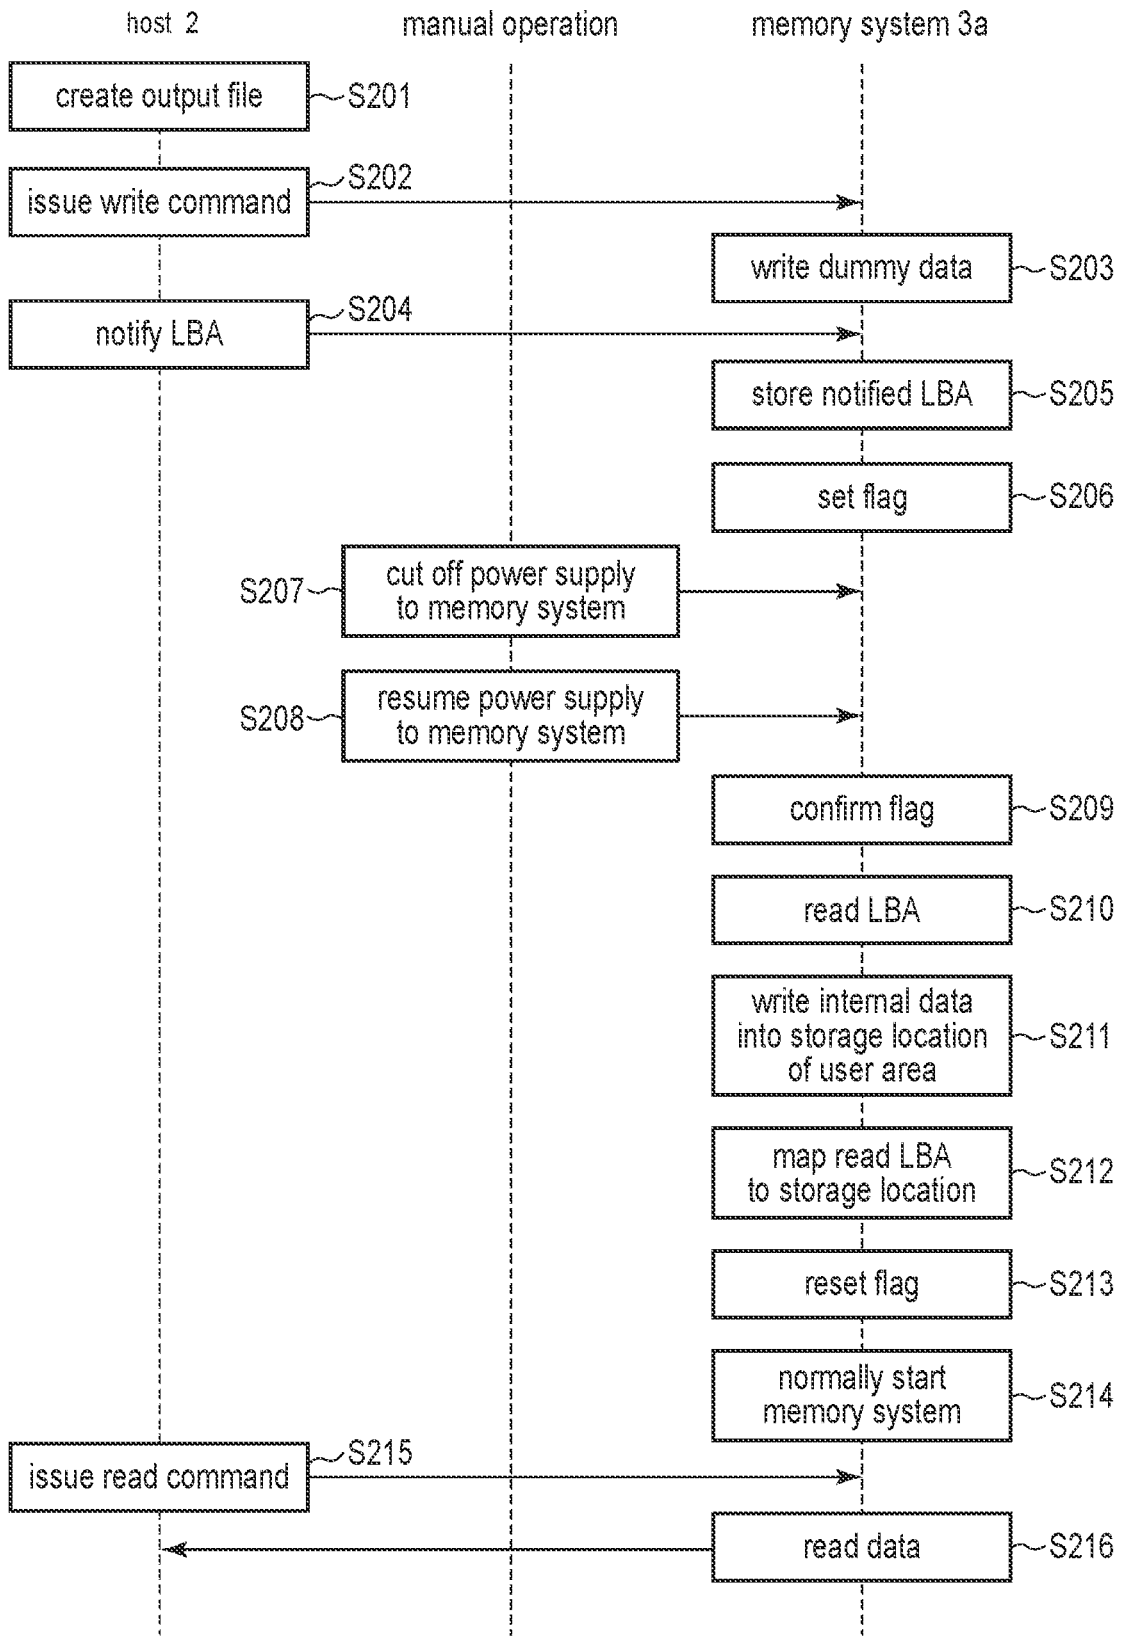 host 2
manual operation
memory system 3a
create output file
S201
issue write command
S202
write dummy data
S203
notify LBA
S204
store notified LBA
S205
set flag
S206
S207
cut off power supply
to memory system
S208
resume power supply
to memory system
confirm flag
S209
read LBA
S210
write internal data
into storage location
of user area
S211
map read LBA
to storage location
S212
reset flag
S213
normally start
memory system
S214
issue read command
S215
read data
S216